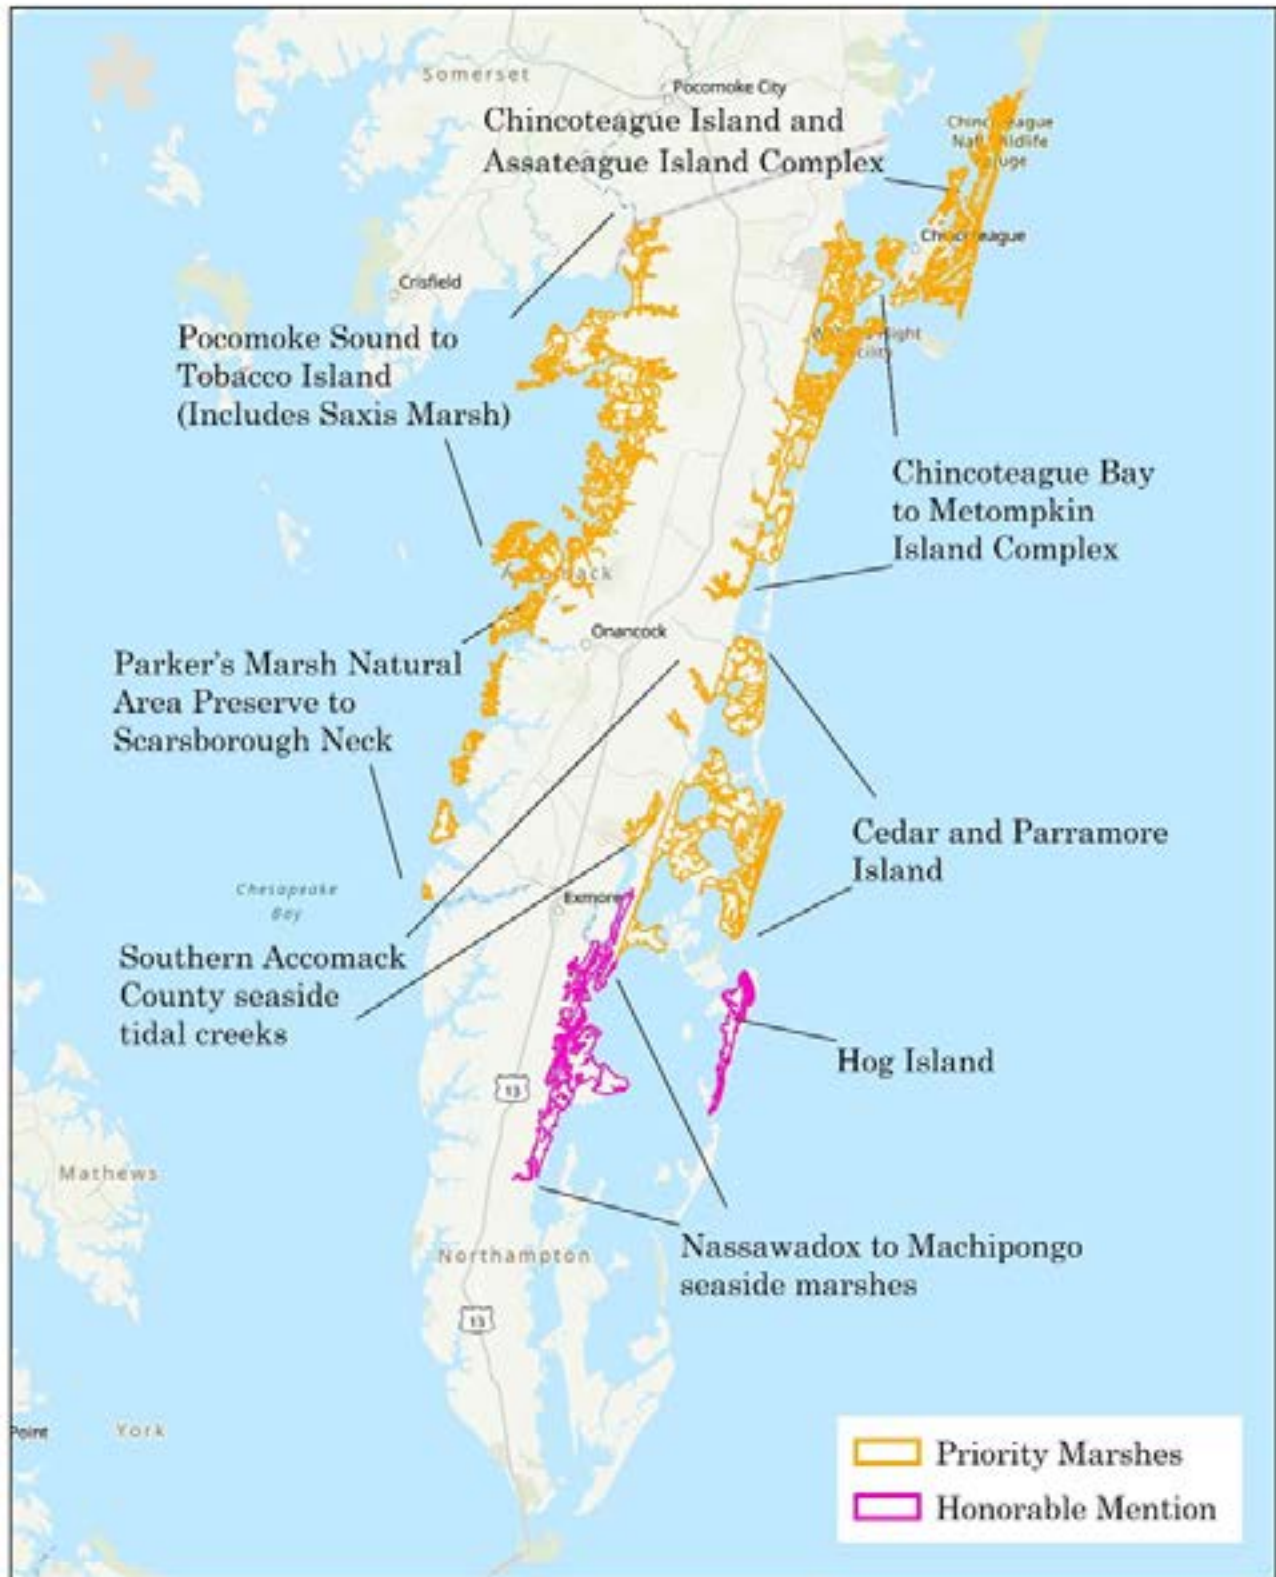 Somerset
Pocomoke City
Chincoteague Island and
Assateague Island Complex
Crisfield
Pocomoke Sound to
Tobacco Island
(Includes Saxis Marsh)
Chincoteague Bay
to Metompkin
Island Complex
Onancock
Parker's Marsh Natural
Area Preserve to
Scarsborough Neck
Cedar and Parramore
Island
Chesapeake
Bay
Exmore
Southern Accomack
County seaside
tidal creeks
Hog Island
13
Mathews
Nassawadox to Machipongo
seaside marshes
Northampton
13
Point
York
Priority Marshes
Honorable Mention